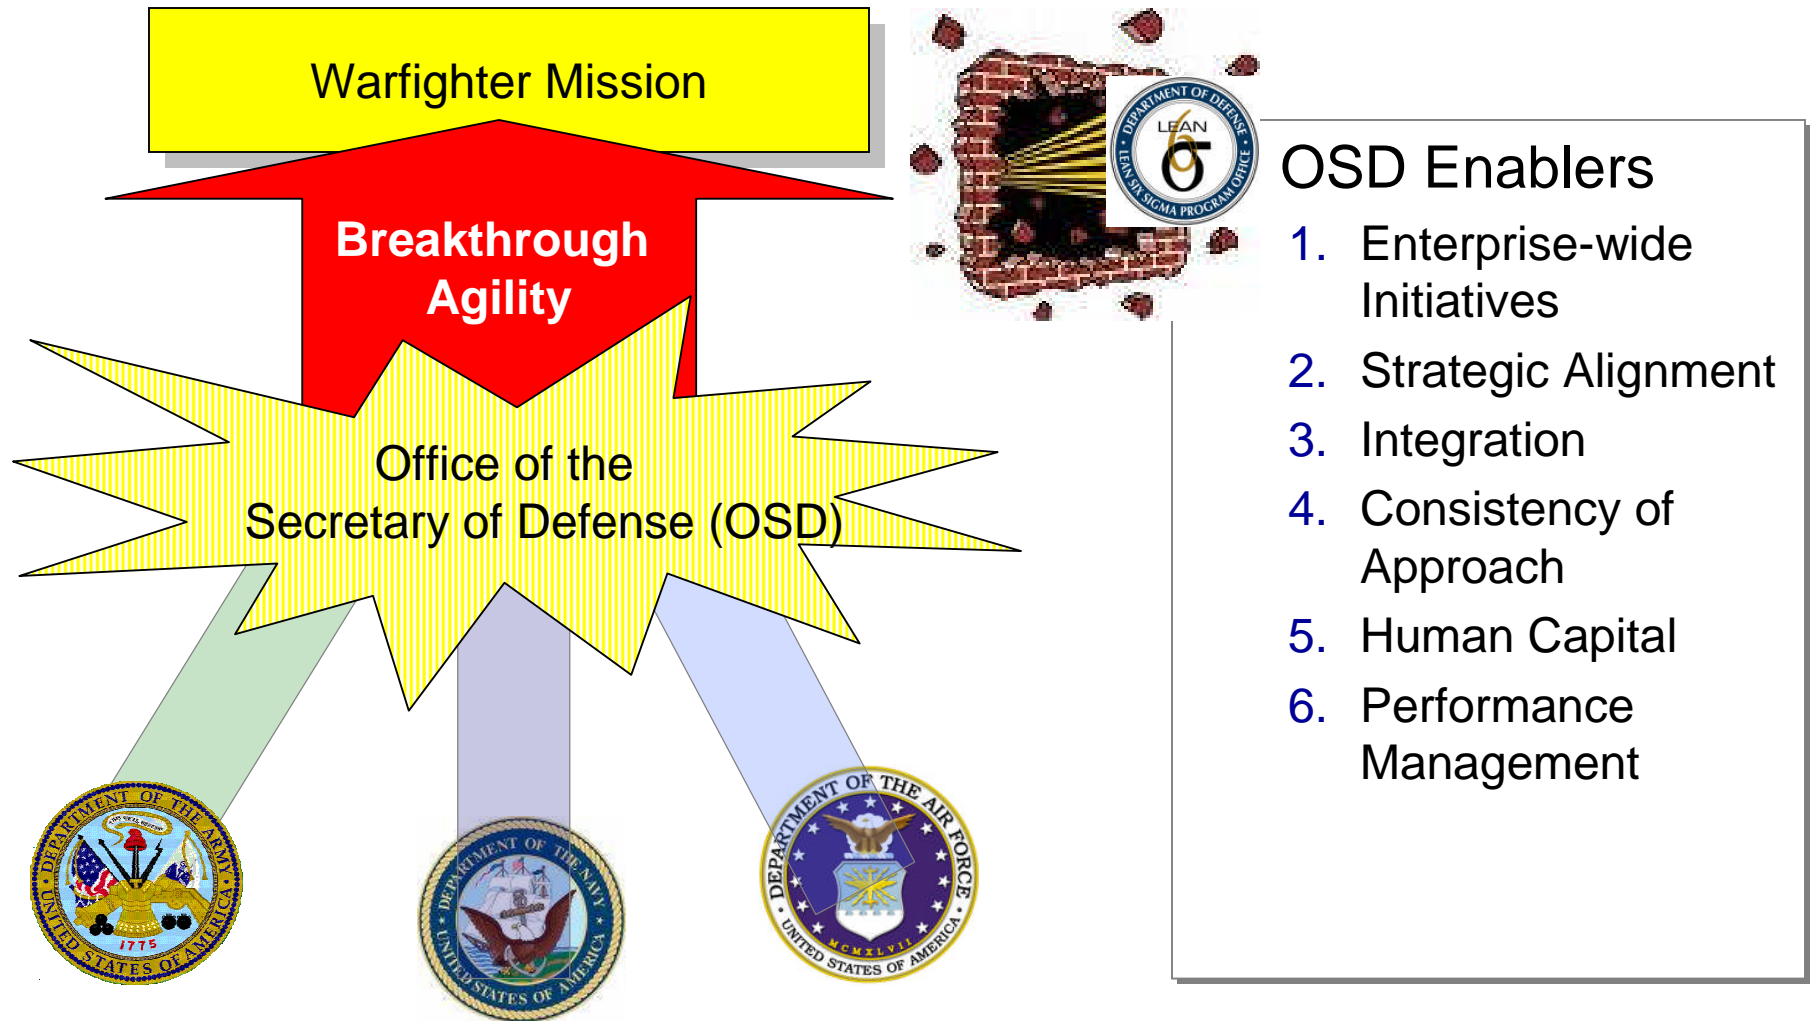 Warfighter Mission
Breakthrough
Agility
Office of the
Secretary of Defense (OSD)
DEPARTMENT OF DEFENSE
LEAN
6σ
LEAN SIX SIGMA PROGRAM OFFICE
OSD Enablers
1. Enterprise-wide
Initiatives
2. Strategic Alignment
3. Integration
4. Consistency of
Approach
5. Human Capital
6. Performance
Management
DEPARTMENT OF THE ARMY
UNITED STATES OF AMERICA
1775
DEPARTMENT OF THE NAVY
UNITED STATES OF AMERICA
DEPARTMENT OF THE AIR FORCE
MCMXLVII
UNITED STATES OF AMERICA